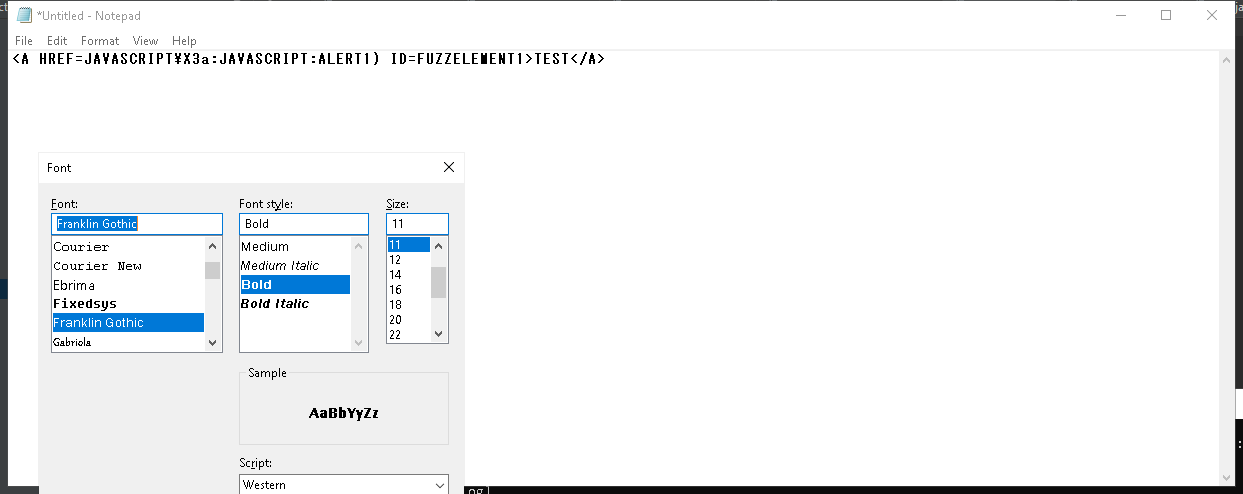 *Untitled - Notepad
File Edit Format View Help
<A HREF=JAVASCRIPT¥X3a:JAVASCRIPT:ALERT1) ID=FUZZELEMENT1>TEST</A>
Font
Font: Font style: Size:
Franklin Gothic Bold 11
Courier Medium 11
Courier New Medium Italic 12
Ebrima Bold 14
Fixedsys Bold Italic 16
Franklin Gothic 18
Gabriola 20
22
Sample
AaBbYyZz
Script:
Western